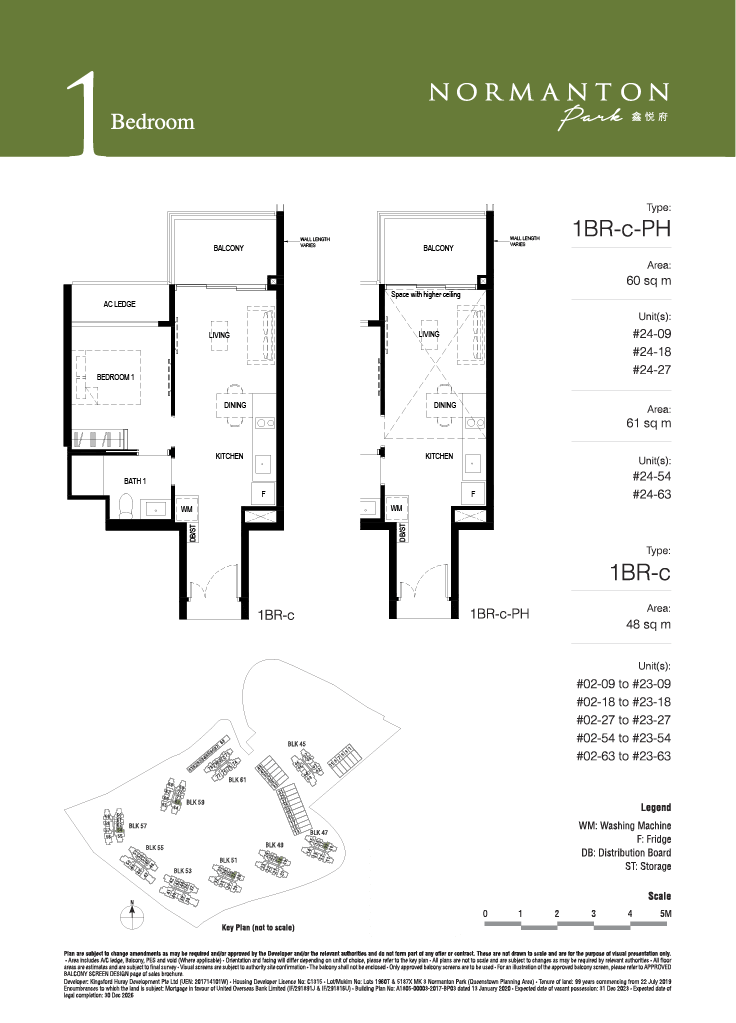 1 Bedroom
NORMANTON
Park 鑫悦府
BALCONY
WALL LENGTH
VARIES
AC LEDGE
LIVING
BEDROOM 1
DINING
KITCHEN
BATH 1
F
WM
DB/ST
1BR-c
BALCONY
WALL LENGTH
VARIES
Space with higher ceiling
LIVING
DINING
KITCHEN
F
WM
DB/ST
1BR-c-PH
Type:
1BR-c-PH
Area:
60 sq m
Unit(s):
#24-09
#24-18
#24-27
Area:
61 sq m
Unit(s):
#24-54
#24-63
Type:
1BR-c
Area:
48 sq m
Unit(s):
#02-09 to #23-09
#02-18 to #23-18
#02-27 to #23-27
#02-54 to #23-54
#02-63 to #23-63
BLK 45
BLK 61
BLK 59
BLK 57
BLK 47
BLK 55
BLK 49
BLK 51
BLK 53
N
Key Plan (not to scale)
Legend
WM: Washing Machine
F: Fridge
DB: Distribution Board
ST: Storage
Scale
0 1 2 3 4 5M
Plan are subject to change amendments as may be required and/or approved by the Developer and/or the relevant authorities and do not form part of any offer or contract. These are not drawn to scale and are for the purpose of visual presentation only.
- Area includes A/C ledge, Balcony, PES and void (Where applicable) - Orientation and facing will differ depending on unit of choice, please refer to the key plan - All plans are not to scale and are subject to changes as may be required by relevant authorities - All floor
areas are estimates and are subject to final survey - Visual screens are subject to authority site confirmation - The balcony shall not be enclosed - Only approved balcony screens are to be used - For an illustration of the approved balcony screen, please refer to APPROVED
BALCONY SCREEN DESIGN page of sales brochure.
Developer: Kingsford Huray Development Pte Ltd (UEN: 201714101W) - Housing Developer Licence No: C1315 - Lot/Mukim No: Lots 1960T & 5187X MK 3 Normanton Park (Queenstown Planning Area) - Tenure of land: 99 years commencing from 22 July 2019
Encumbrances to which the land is subject: Mortgage in favour of United Overseas Bank Limited (IF/291891J & IF/291816U) - Building Plan No: A1805-00003-2017-BP03 dated 13 January 2020 - Expected date of vacant possession: 31 Dec 2023 - Expected date of
legal completion: 30 Dec 2026